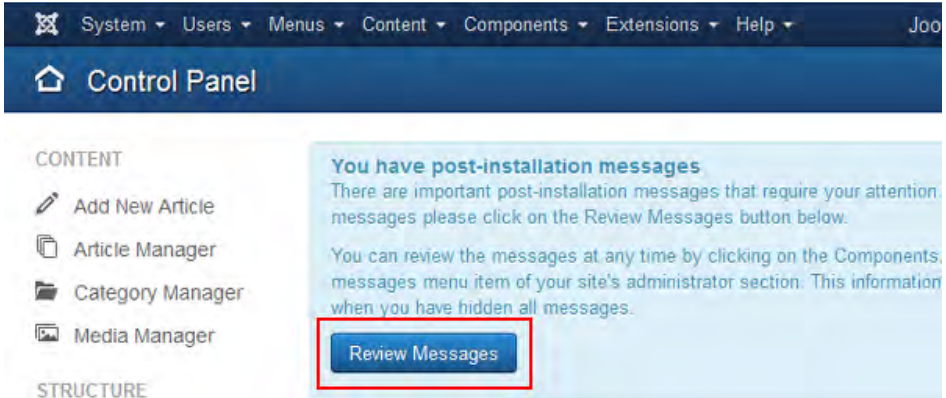 System Users Menus Content Components Extensions Help Joo
Control Panel
CONTENT
Add New Article
Article Manager
Category Manager
Media Manager
STRUCTURE
You have post-installation messages
There are important post-installation messages that require your attention.
messages please click on the Review Messages button below.
You can review the messages at any time by clicking on the Components,
messages menu item of your site's administrator section. This information
when you have hidden all messages.
Review Messages